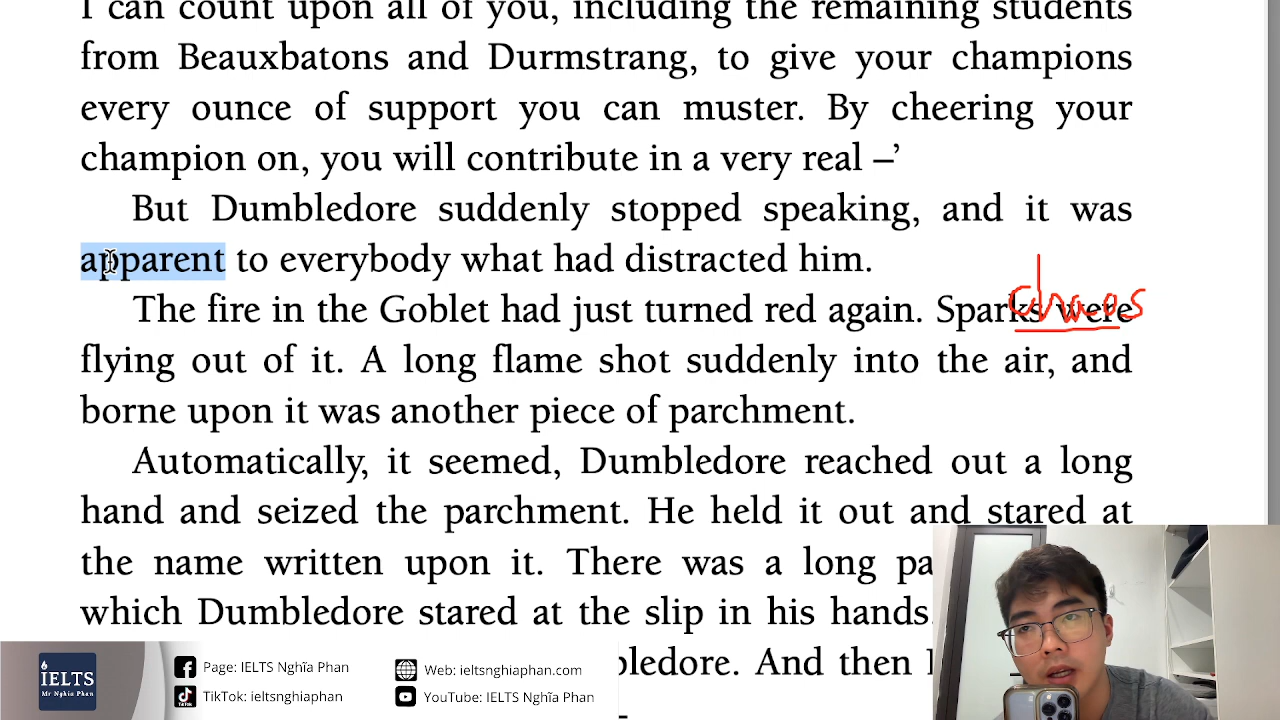 I can count upon all of you, including the remaining students
from Beauxbatons and Durmstrang, to give your champions
every ounce of support you can muster. By cheering your
champion on, you will contribute in a very real –’
But Dumbledore suddenly stopped speaking, and it was
apparent to everybody what had distracted him.
The fire in the Goblet had just turned red again. Sparks were
chaos
flying out of it. A long flame shot suddenly into the air, and
borne upon it was another piece of parchment.
Automatically, it seemed, Dumbledore reached out a long
hand and seized the parchment. He held it out and stared at
the name written upon it. There was a long
which Dumbledore stared at the slip in his hands.
bledore. And then
IELTS
Mr Nghia Phan
Page: IELTS Nghĩa Phan
TikTok: ieltsnghiaphan
Web: ieltsnghiaphan.com
YouTube: IELTS Nghĩa Phan